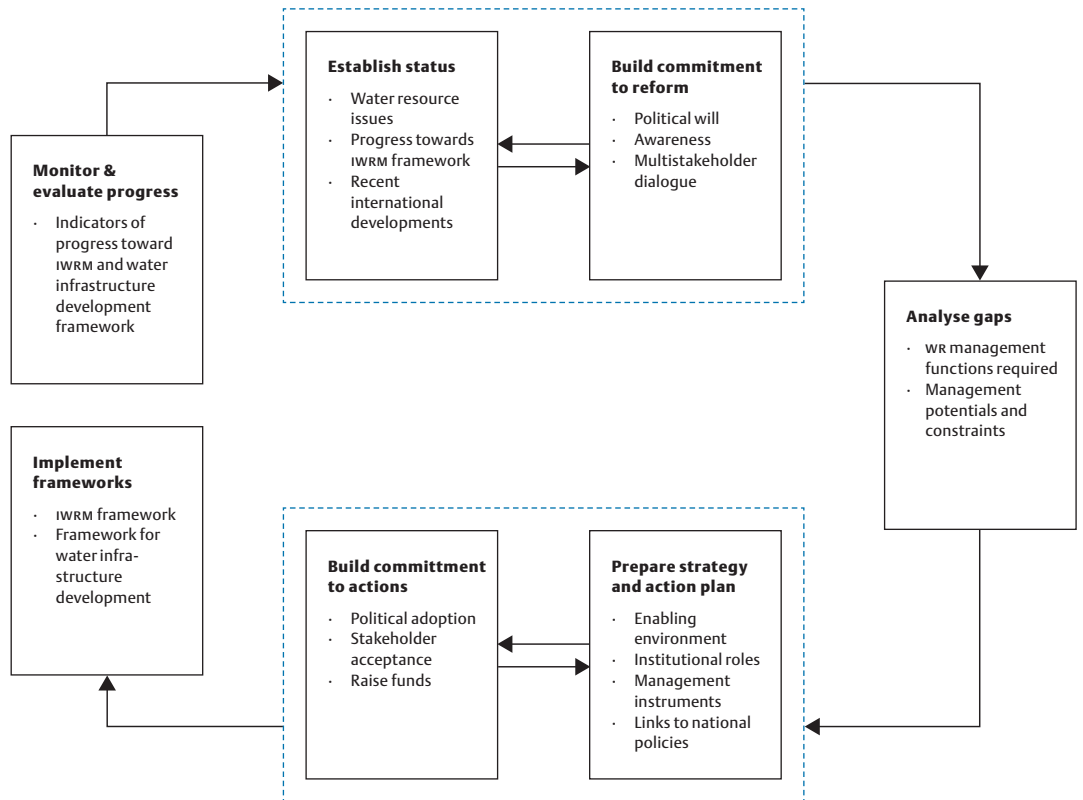 Establish status
· Water resource
issues
· Progress towards
IWRM framework
· Recent
international
developments
Build commitment
to reform
· Political will
· Awareness
· Multistakeholder
dialogue
Monitor &
evaluate progress
· Indicators of
progress toward
IWRM and water
infrastructure
development
framework
Analyse gaps
· WR management
functions required
· Management
potentials and
constraints
Implement
frameworks
· IWRM framework
· Framework for
water infra-
structure
development
Build committment
to actions
· Political adoption
· Stakeholder
acceptance
· Raise funds
Prepare strategy
and action plan
· Enabling
environment
· Institutional roles
· Management
instruments
· Links to national
policies